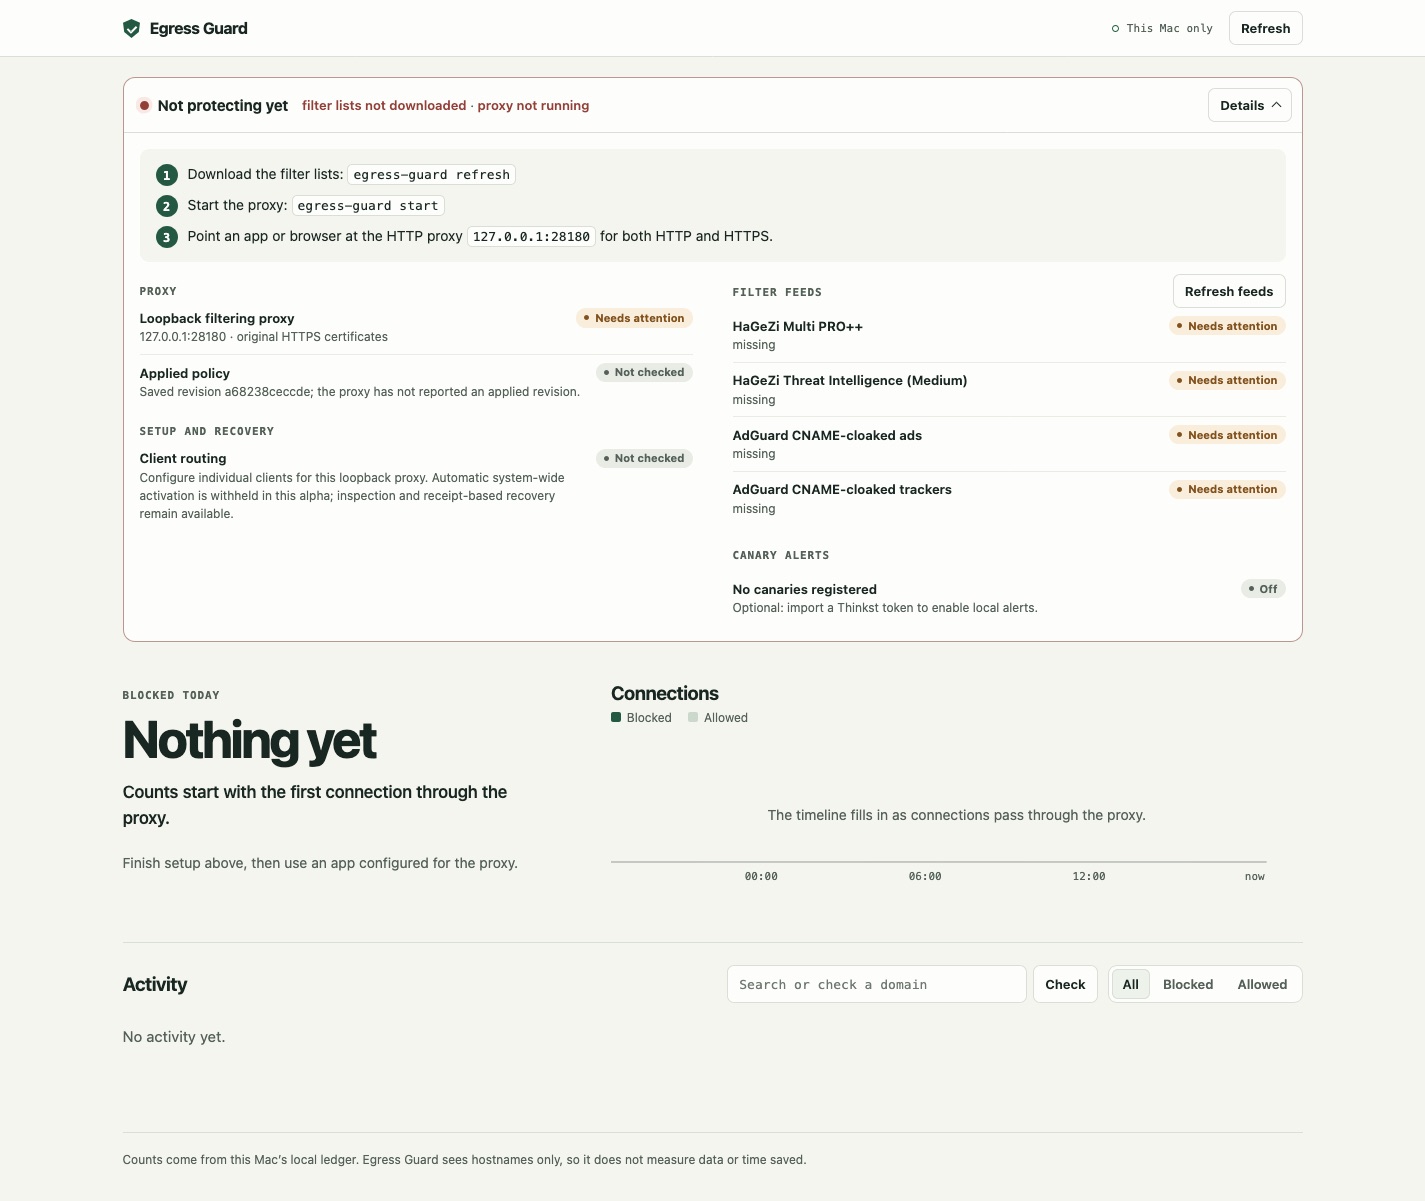 Egress Guard
This Mac only
Refresh
Not protecting yet
filter lists not downloaded · proxy not running
Details
1 Download the filter lists: egress-guard refresh
2 Start the proxy: egress-guard start
3 Point an app or browser at the HTTP proxy 127.0.0.1:28180 for both HTTP and HTTPS.
PROXY
Loopback filtering proxy
Needs attention
127.0.0.1:28180 · original HTTPS certificates
Applied policy
Not checked
Saved revision a68238ceccde; the proxy has not reported an applied revision.
SETUP AND RECOVERY
Client routing
Not checked
Configure individual clients for this loopback proxy. Automatic system-wide
activation is withheld in this alpha; inspection and receipt-based recovery
remain available.
FILTER FEEDS
Refresh feeds
HaGeZi Multi PRO++
Needs attention
missing
HaGeZi Threat Intelligence (Medium)
Needs attention
missing
AdGuard CNAME-cloaked ads
Needs attention
missing
AdGuard CNAME-cloaked trackers
Needs attention
missing
CANARY ALERTS
No canaries registered
Off
Optional: import a Thinkst token to enable local alerts.
BLOCKED TODAY
Nothing yet
Counts start with the first connection through the
proxy.
Finish setup above, then use an app configured for the proxy.
Connections
Blocked
Allowed
The timeline fills in as connections pass through the proxy.
00:00
06:00
12:00
now
Activity
Search or check a domain
Check
All
Blocked
Allowed
No activity yet.
Counts come from this Mac's local ledger. Egress Guard sees hostnames only, so it does not measure data or time saved.